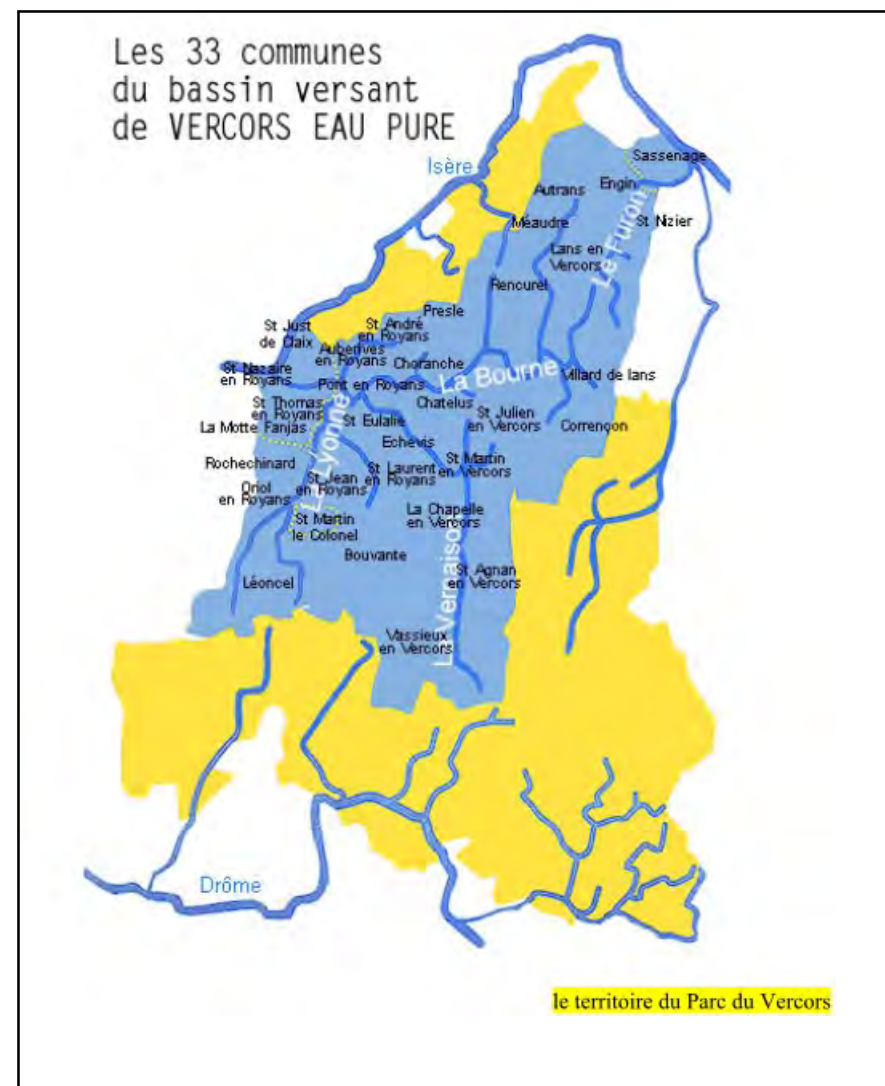 Les 33 communes
du bassin versant
de VERCORS EAU PURE
Isère
Sassenage
Autrans
Engin
Méaudre
St Nizier
Le Furon
Lans en
Vercors
Rencurel
Presle
St Just
de Claix
St André
en Royans
Auberives
en Royans
Choranche
St Nazaire
en Royans
Pont en Royans
La Bourne
Villard de lans
Chatelus
St Thomas
en Royans
St Julien
en Vercors
La Motte Fanjas
St Eulalie
Corrençon
Echevis
La Lyonne
Rochechinard
St Laurent
en Royans
St Martin
en Vercors
St Jean
en Royans
Oriol
en Royans
La Chapelle
en Vercors
St Martin
le Colonel
Bouvante
La Vernaison
St Agnan
en Vercors
Léoncel
Vassieux
en Vercors
Drôme
le territoire du Parc du Vercors